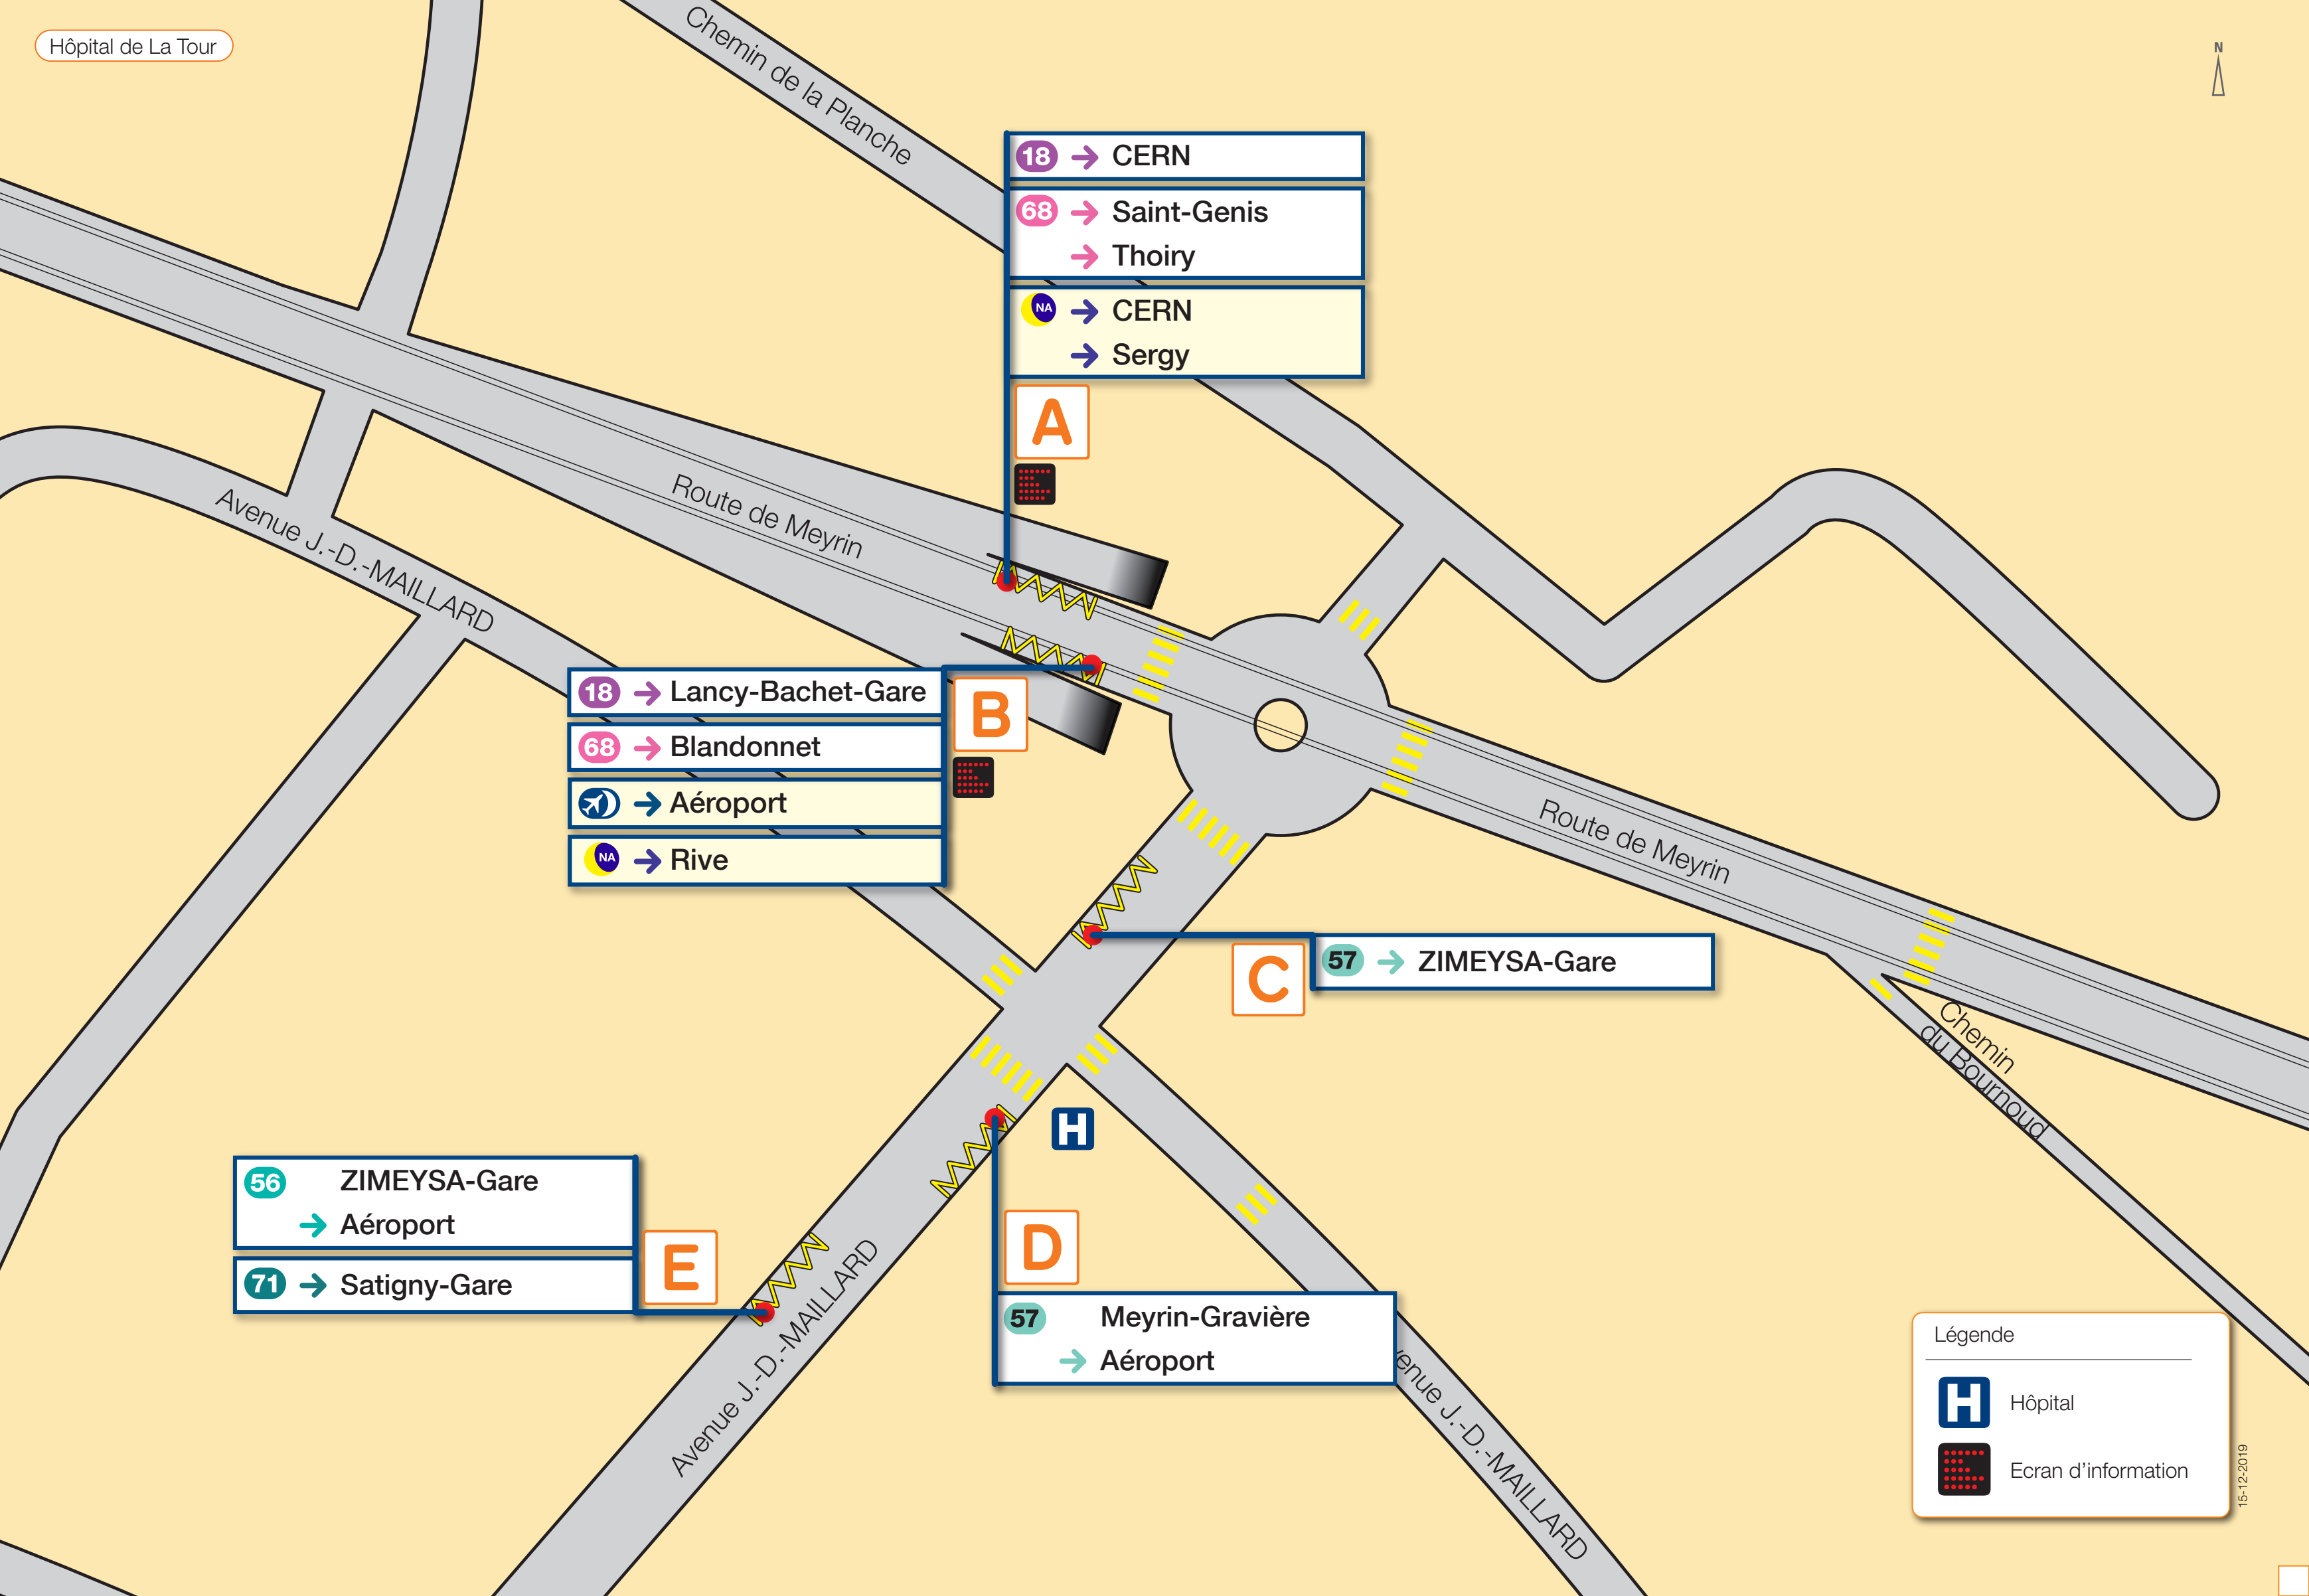 Hôpital de La Tour
N
Chemin de la Planche
18 CERN
68 Saint-Genis
Thoiry
NA CERN
Sergy
A
Route de Meyrin
Avenue J.-D.-MAILLARD
18 Lancy-Bachet-Gare
68 Blandonnet
Aéroport
NA Rive
B
Route de Meyrin
C
57 ZIMEYSA-Gare
Chemin
du Bournoud
H
56 ZIMEYSA-Gare
Aéroport
71 Satigny-Gare
E
D
57 Meyrin-Gravière
Aéroport
Avenue J.-D.-MAILLARD
venue J.-D.-MAILLARD
Légende
H Hôpital
Ecran d'information
15-12-2019